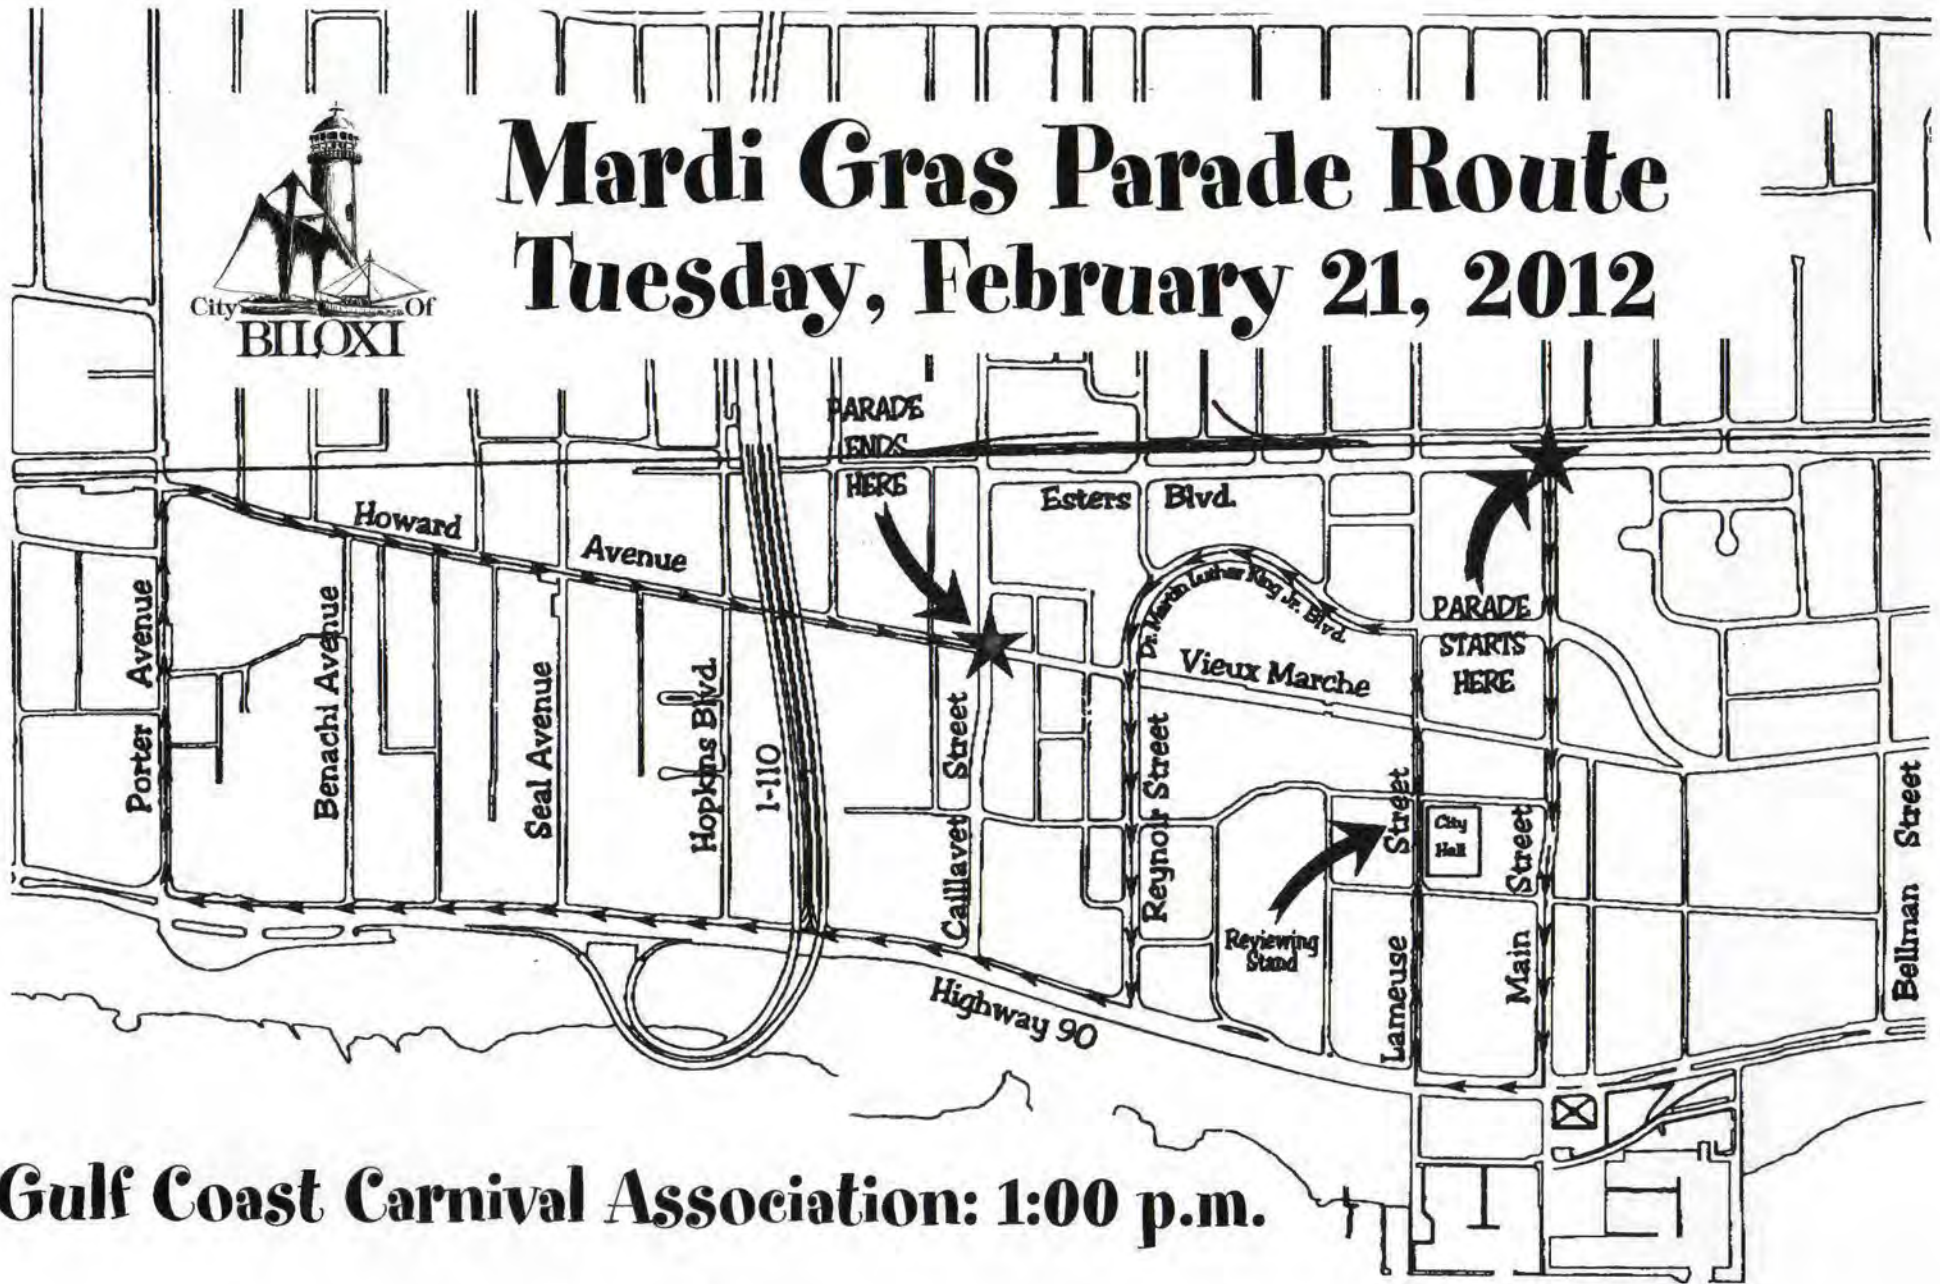 Mardi Gras Parade Route
Tuesday, February 21, 2012
City Of
BILOXI
PARADE
ENDS
HERE
Esters Blvd.
Howard Avenue
Dr. Martin Luther King Jr. Blvd.
PARADE
STARTS
HERE
Vieux Marche
Porter Avenue
Benachi Avenue
Seal Avenue
Hopkins Blvd.
I-110
Caillavet Street
Reynoir Street
Lameuse Street
City
Hall
Main Street
Bellman Street
Reviewing
Stand
Highway 90
Gulf Coast Carnival Association: 1:00 p.m.